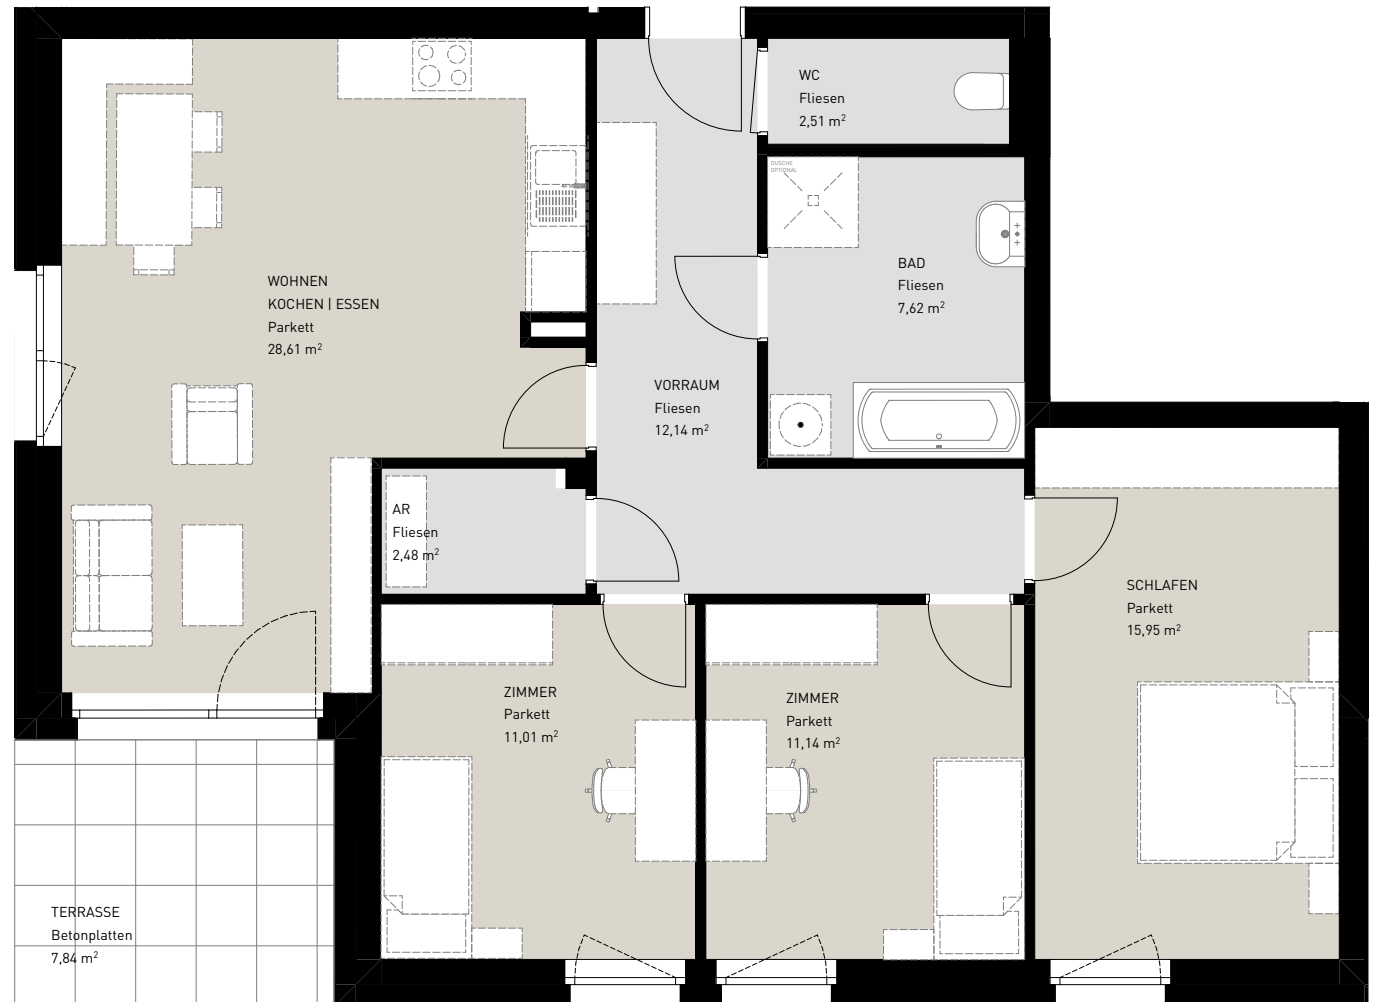 WC
Fliesen
2,51 m²
DUSCHE
OPTIONAL
BAD
Fliesen
7,62 m²
WOHNEN
KOCHEN | ESSEN
Parkett
28,61 m²
VORRAUM
Fliesen
12,14 m²
AR
Fliesen
2,48 m²
SCHLAFEN
Parkett
15,95 m²
ZIMMER
Parkett
11,01 m²
ZIMMER
Parkett
11,14 m²
TERRASSE
Betonplatten
7,84 m²